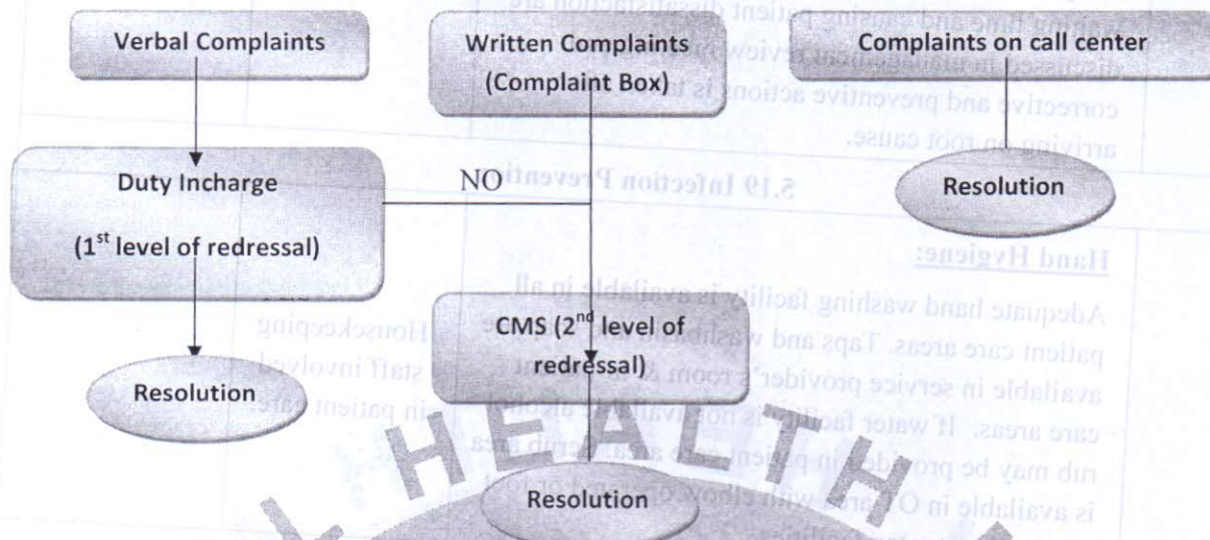 Verbal Complaints
Written Complaints
(Complaint Box)
Complaints on call center
Duty Incharge
(1st level of redressal)
NO
Resolution
CMS (2nd level of
redressal)
Resolution
Resolution
L HEALTH
wasting time and causing patient dissatisfaction are
discussed in management review
corrective and preventive actions is
arriving on root cause.
5.19 Infection Prevention
Hand Hygiene:
Adequate hand washing facility is available in all
patient care areas. Taps and washbasin
available in service provider's room &
care areas. If water facility is not available alcohol
rub may be provided in patient care area. Scrub area
is available in OT area with elbow operated
Housekeeping
staff involved
in patient care